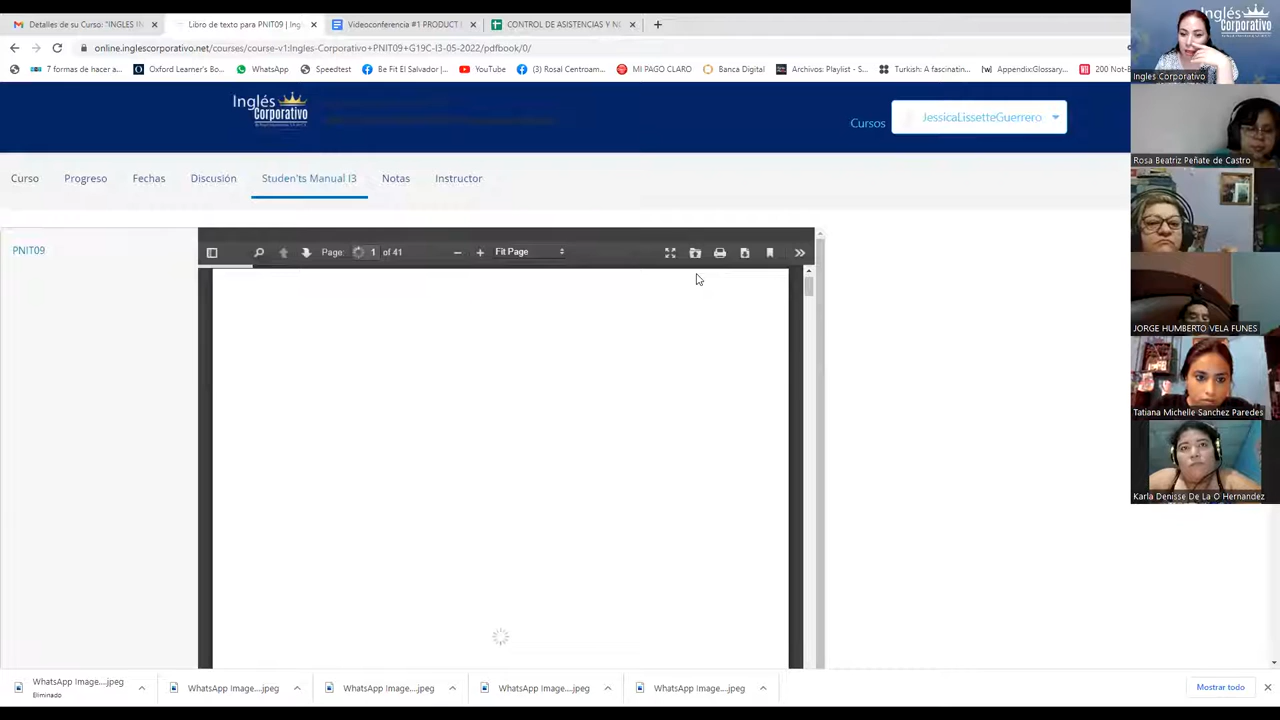 Detalles de su Curso: "INGLES IN
Libro de texto para PNIT09 | Ing
Videoconferencia #1 PRODUCT
CONTROL DE ASISTENCIAS Y NO
online.inglescorporativo.net/courses/course-v1:Ingles-Corporativo+PNIT09+G19C-I3-05-2022/pdfbook/0/
7 formas de hacer a...
Oxford Learner's Bo...
WhatsApp
Speedtest
Be Fit El Salvador |...
YouTube
(3) Rosal Centroam...
MI PAGO CLARO
Banca Digital
Archivos: Playlist - S...
Turkish: A fascinatin...
Appendix:Glossary...
200 Not-B
Inglés
Corporativo
Cursos
JessicaLissetteGuerrero
Curso
Progreso
Fechas
Discusión
Studen'ts Manual I3
Notas
Instructor
PNIT09
Page:
1
of 41
Fit Page
Inglés
Corporativo
Ingles Corporativo
Rosa Beatriz Peñate de Castro
JORGE HUMBERTO VELA FUNES
Tatiana Michelle Sanchez Paredes
Karla Denisse De La O Hernandez
WhatsApp Image....jpeg
Eliminado
WhatsApp Image....jpeg
WhatsApp Image....jpeg
WhatsApp Image....jpeg
WhatsApp Image....jpeg
Mostrar todo